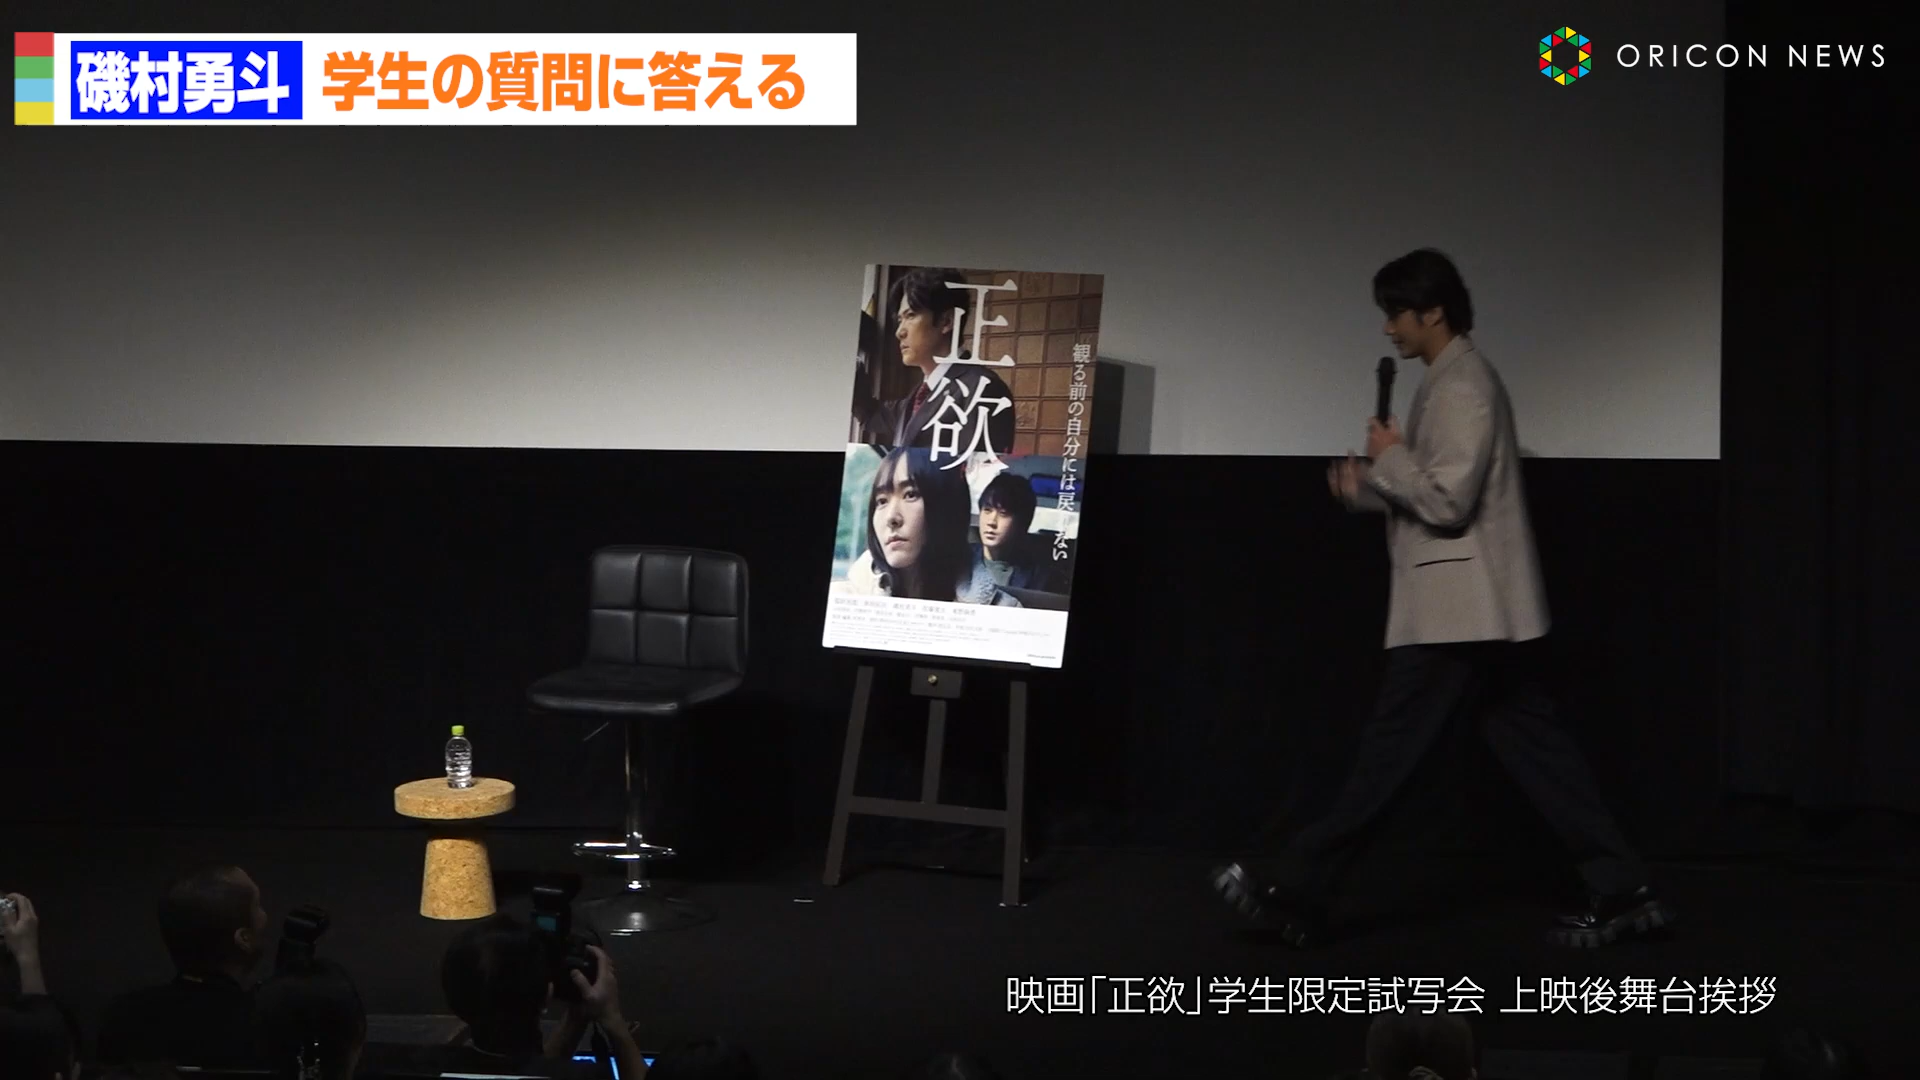 磯村勇斗 学生の質問に答える
ORICON NEWS
正欲
観る前の自分には戻れない
映画「正欲」学生限定試写会 上映後舞台挨拶